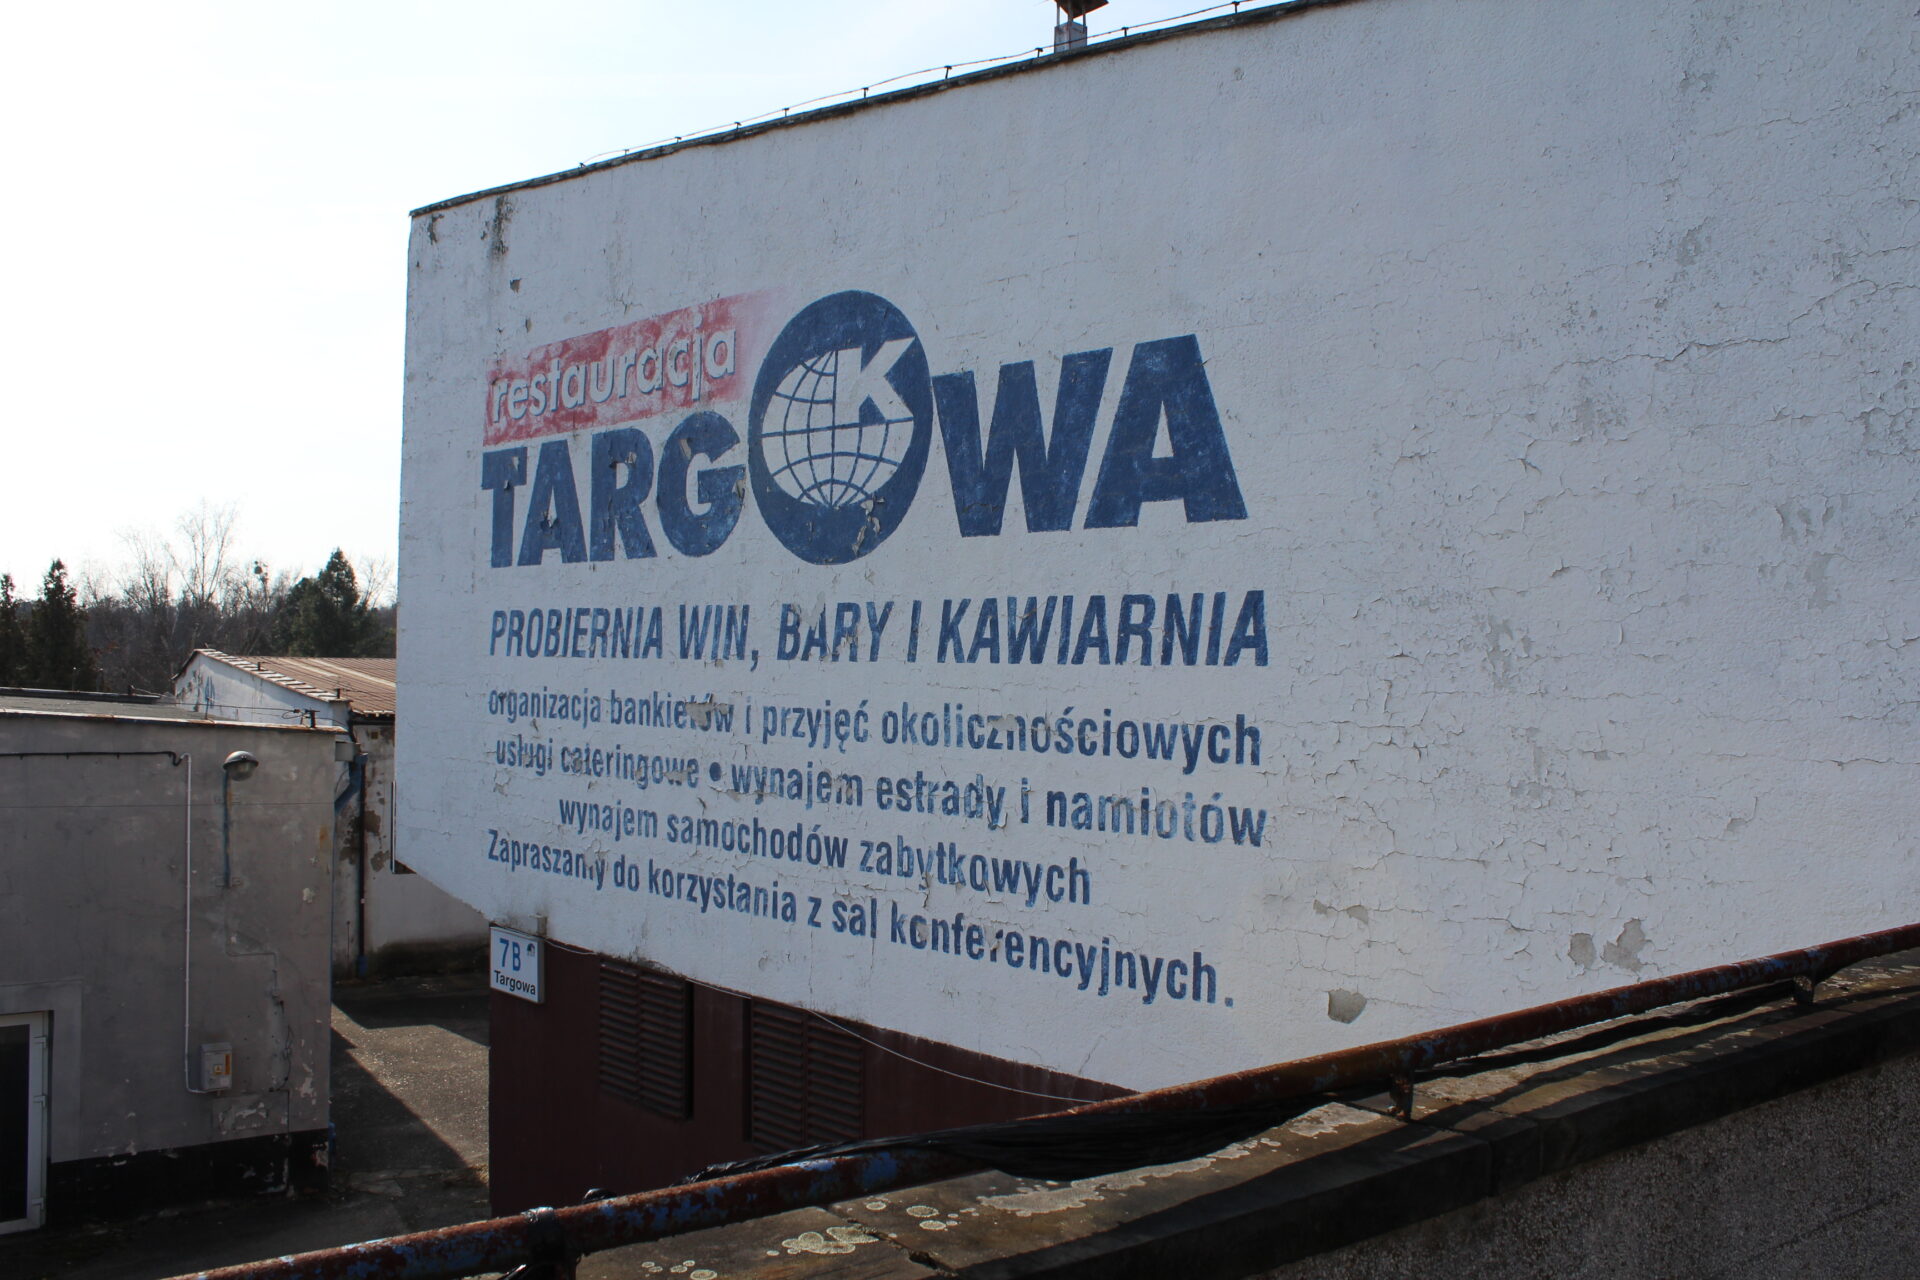 restauracja
TARGOWA
K
PROBIERNIA WIN, BARY I KAWIARNIA
organizacja bankietów i przyjęć okolicznościowych
usługi cateringowe • wynajem estrady i namiotów
wynajem samochodów zabytkowych
Zapraszamy do korzystania z sal konferencyjnych.
7B
Targowa